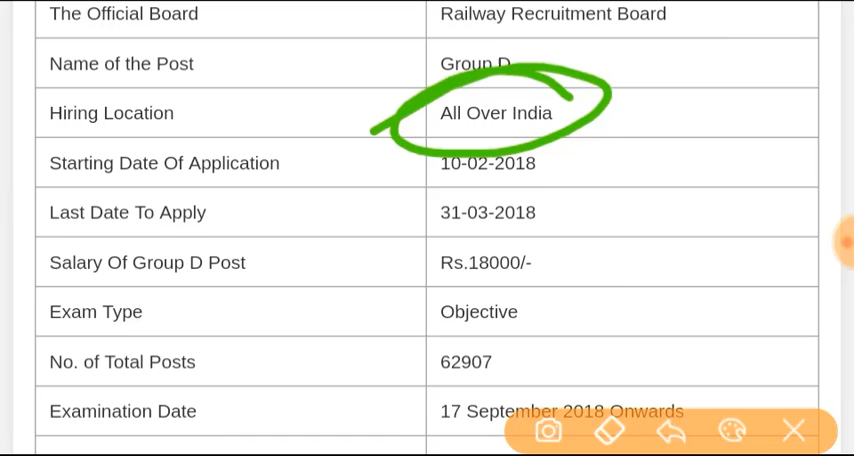 The Official Board Railway Recruitment Board
Name of the Post Group D
Hiring Location All Over India
Starting Date Of Application 10-02-2018
Last Date To Apply 31-03-2018
Salary Of Group D Post Rs.18000/-
Exam Type Objective
No. of Total Posts 62907
Examination Date 17 September 2018 Onwards